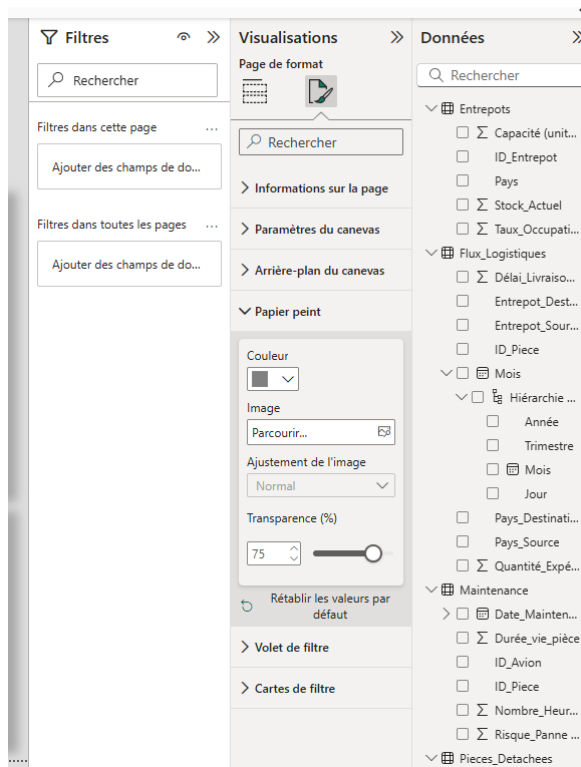 Filtres
Rechercher
Filtres dans cette page
...
Ajouter des champs de do...
Filtres dans toutes les pages
...
Ajouter des champs de do...
Visualisations
Page de format
Rechercher
Informations sur la page
Paramètres du canevas
Arrière-plan du canevas
Papier peint
Couleur
Image
Parcourir...
Ajustement de l'image
Normal
Transparence (%)
75
Rétablir les valeurs par
défaut
Volet de filtre
Cartes de filtre
Données
Rechercher
Entrepots
Capacité (unit...
ID_Entrepot
Pays
Stock_Actuel
Taux_Occupati...
Flux_Logistiques
Délai_Livraiso...
Entrepot_Dest...
Entrepot_Sour...
ID_Piece
Mois
Hiérarchie ...
Année
Trimestre
Mois
Jour
Pays_Destinati...
Pays_Source
Quantité_Expé...
Maintenance
Date_Mainten...
Durée_vie_pièce
ID_Avion
ID_Piece
Nombre_Heur...
Risque_Panne ...
Pieces_Detachees